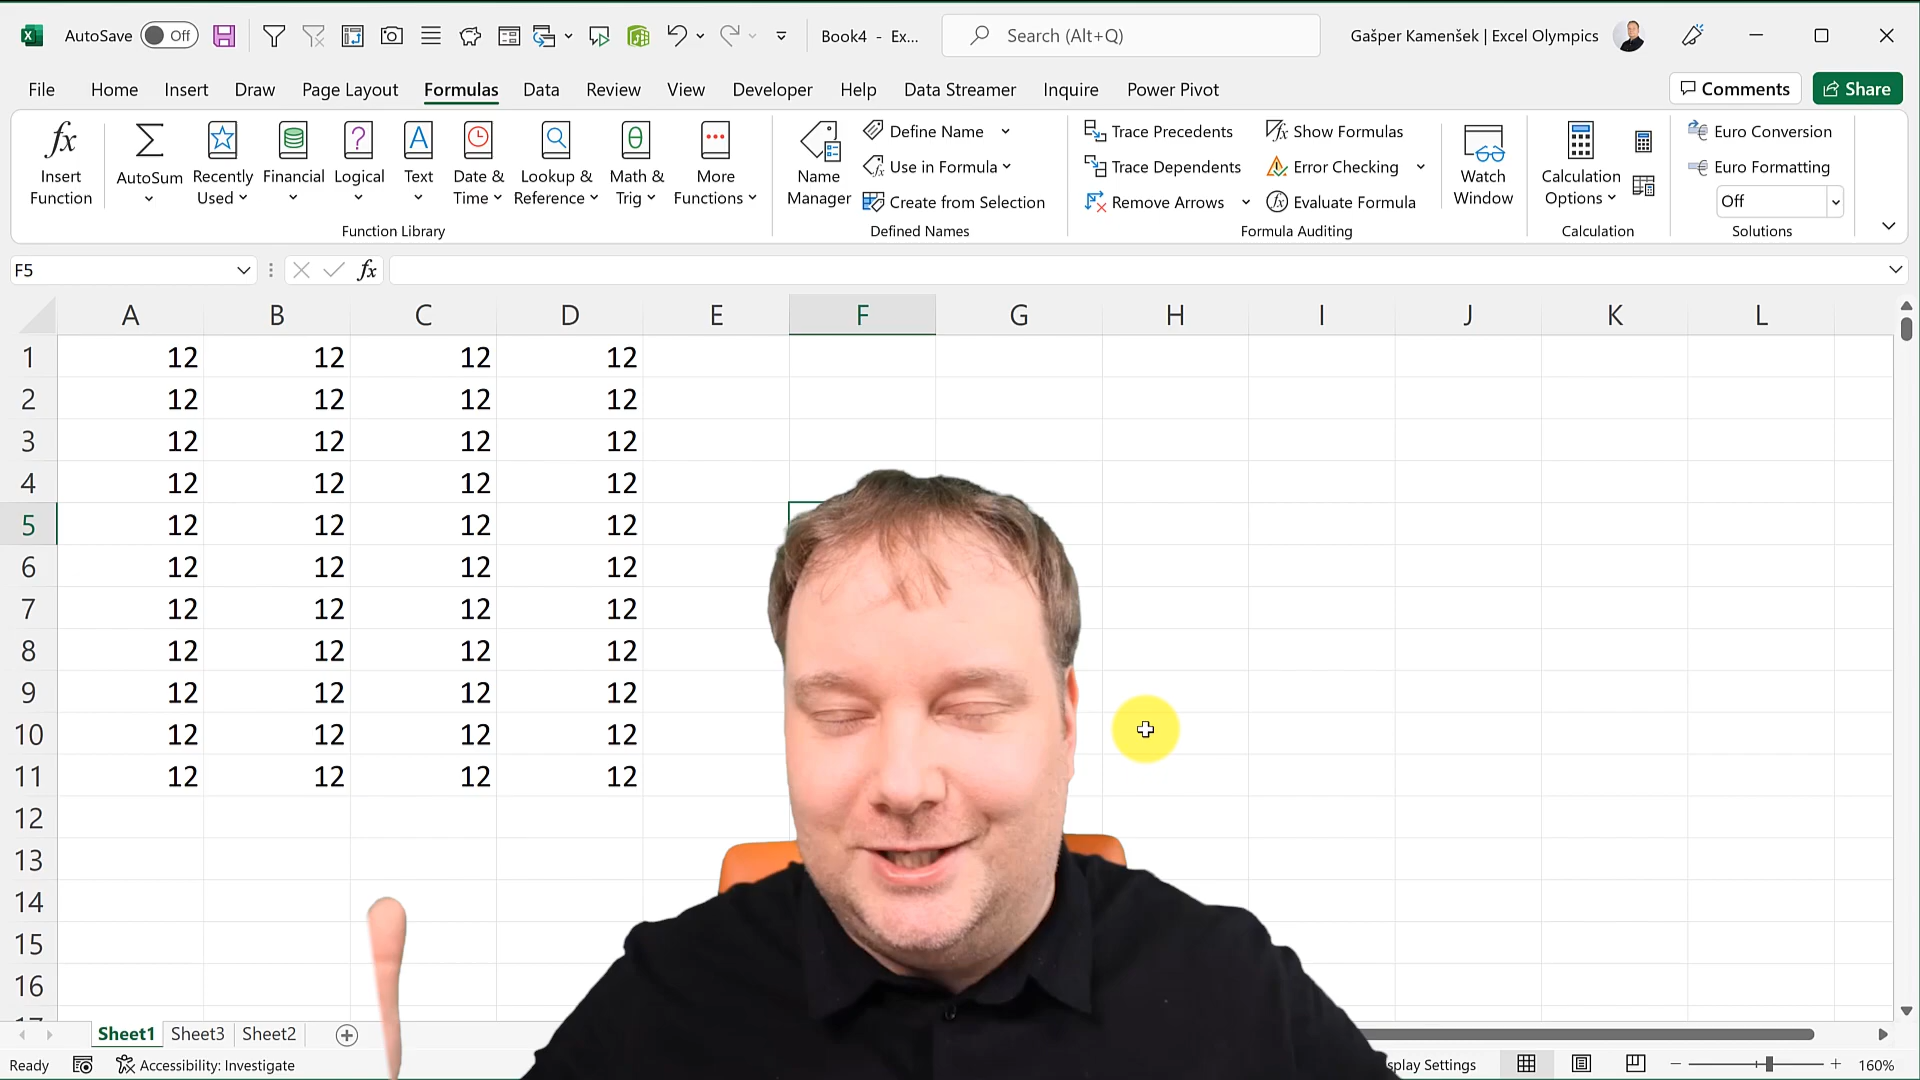 AutoSave Off Book4 - Ex... Search (Alt+Q) Gašper Kamenšek | Excel Olympics
File Home Insert Draw Page Layout Formulas Data Review View Developer Help Data Streamer Inquire Power Pivot Comments Share
fx Insert Function
AutoSum
Recently Used
Financial
Logical
Text
Date & Time
Lookup & Reference
Math & Trig
More Functions
Function Library
Name Manager
Define Name
Use in Formula
Create from Selection
Defined Names
Trace Precedents
Trace Dependents
Remove Arrows
Show Formulas
Error Checking
Evaluate Formula
Formula Auditing
Watch Window
Calculation Options
Calculation
Euro Conversion
Euro Formatting
Off
Solutions
F5 fx
A B C D E F G H I J K L
1 12 12 12 12
2 12 12 12 12
3 12 12 12 12
4 12 12 12 12
5 12 12 12 12
6 12 12 12 12
7 12 12 12 12
8 12 12 12 12
9 12 12 12 12
10 12 12 12 12
11 12 12 12 12
12
13
14
15
16
Sheet1 Sheet3 Sheet2
Ready Accessibility: Investigate splay Settings 160%